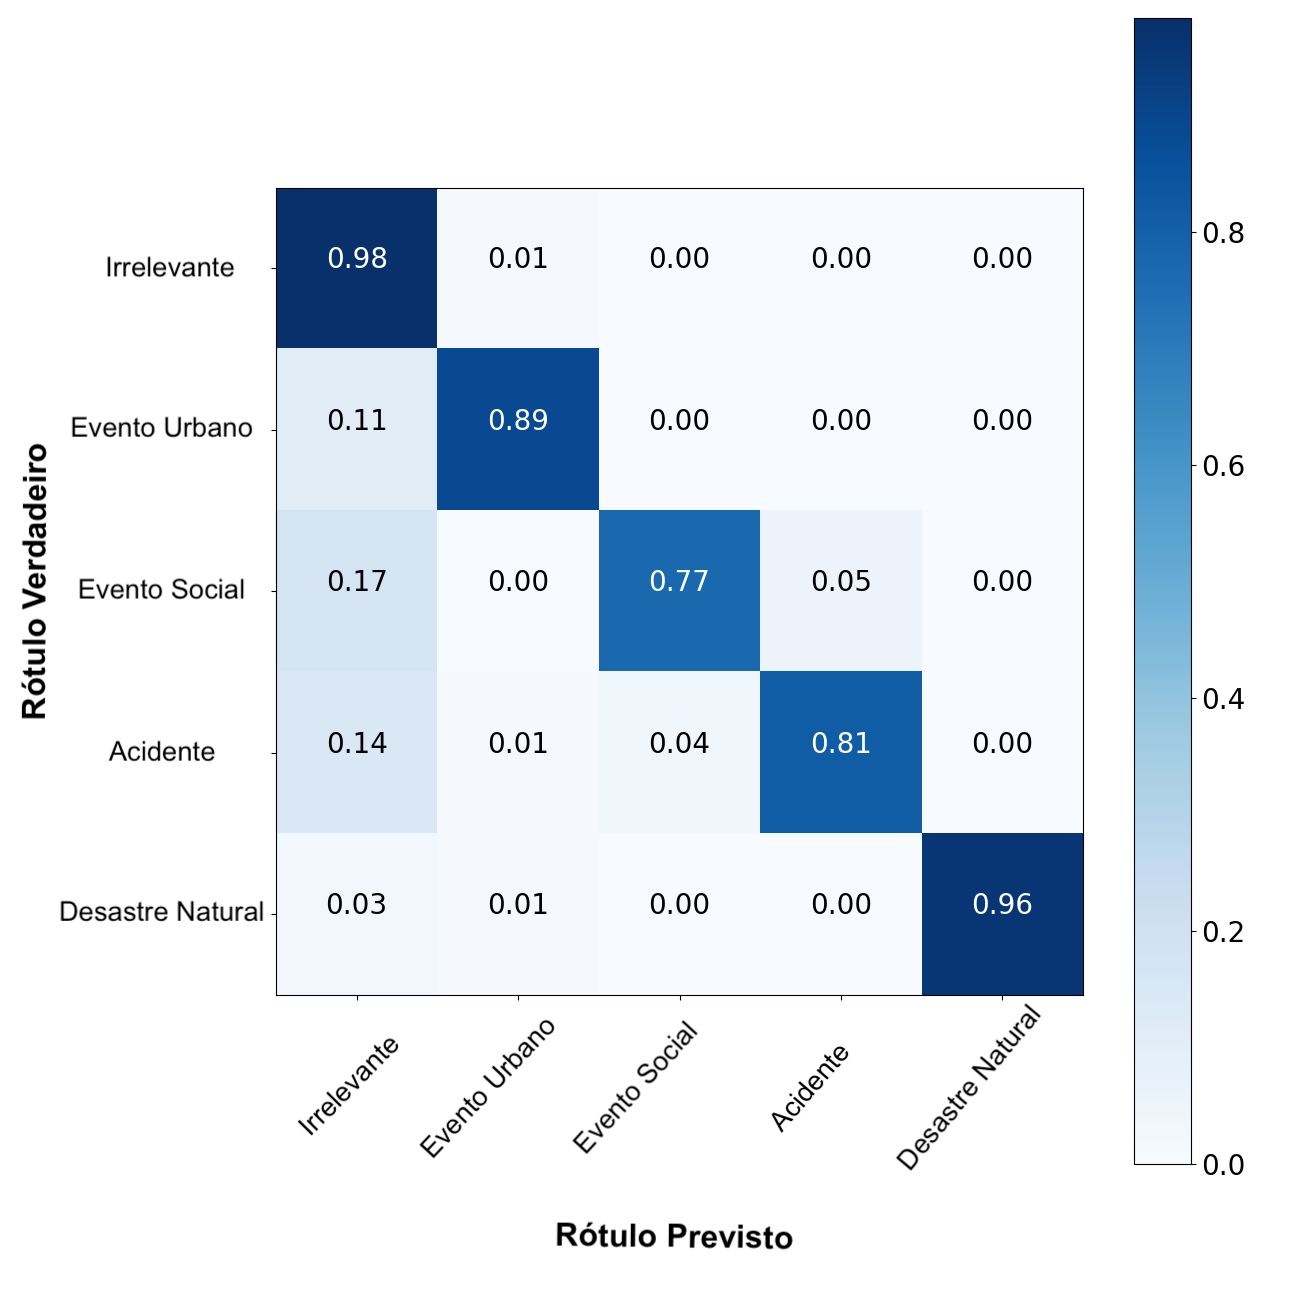 Rótulo Verdadeiro
Irrelevante 0.98 0.01 0.00 0.00 0.00
Evento Urbano 0.11 0.89 0.00 0.00 0.00
Evento Social 0.17 0.00 0.77 0.05 0.00
Acidente 0.14 0.01 0.04 0.81 0.00
Desastre Natural 0.03 0.01 0.00 0.00 0.96
Irrelevante Evento Urbano Evento Social Acidente Desastre Natural
Rótulo Previsto
0.8
0.6
0.4
0.2
0.0